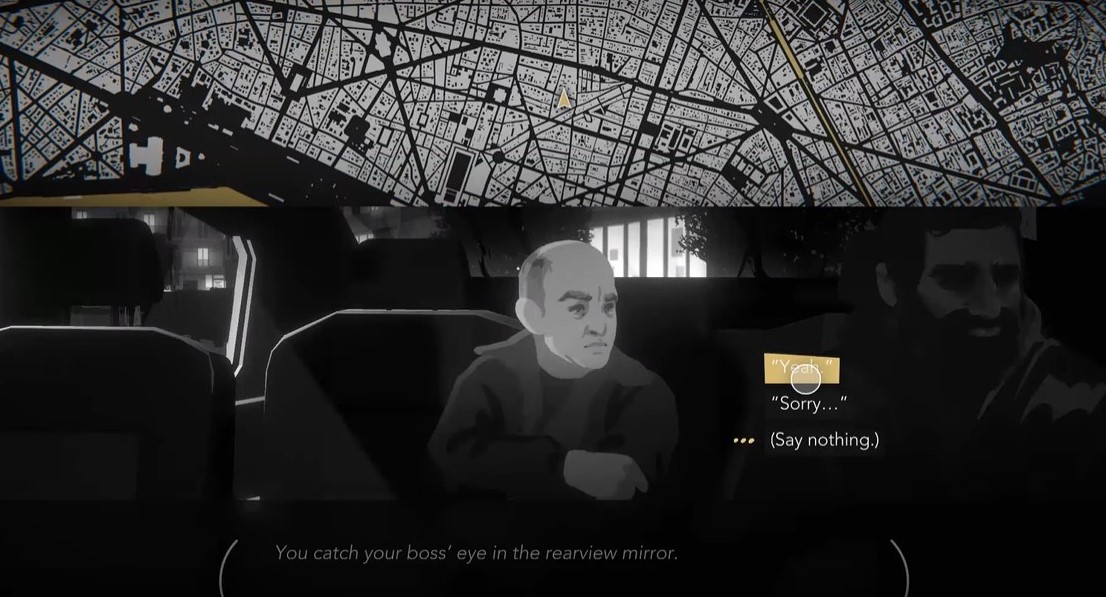 “Yeah.”
“Sorry...”
(Say nothing.)
You catch your boss’ eye in the rearview mirror.